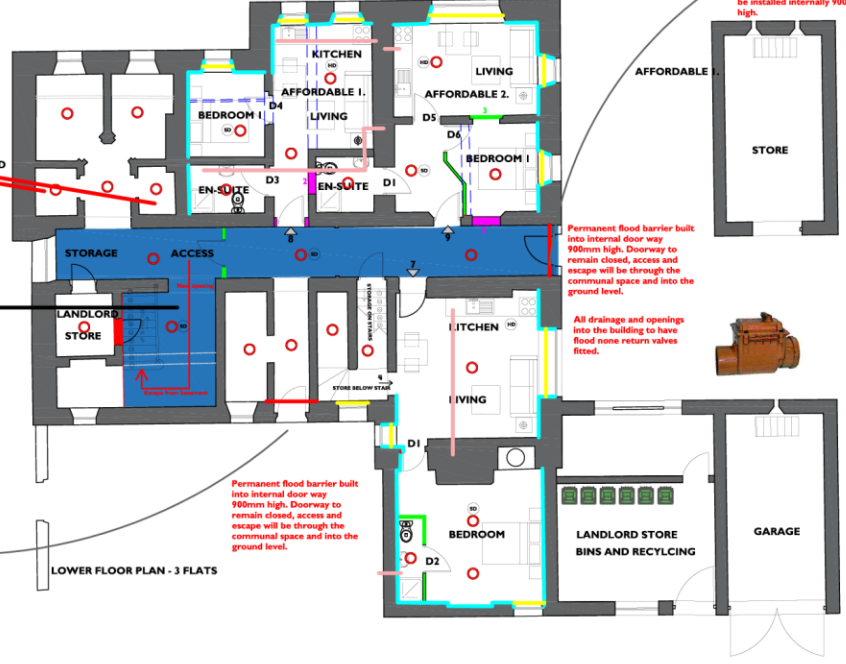 be installed internally 900
high.
AFFORDABLE 1.
KITCHEN
HD
AFFORDABLE 1.
LIVING
D4
BEDROOM 1
SD
EN-SUITE
D3
2
EN-SUITE
D1
HD
LIVING
AFFORDABLE 2.
D5
3
D6
BEDROOM 1
SD
SD
STORE
D
STORAGE
ACCESS
SD
8
9
7
Permanent flood barrier built
into internal door way
900mm high. Doorway to
remain closed, access and
escape will be through the
communal space and into the
ground level.
All drainage and openings
into the building to have
flood none return valves
fitted.
LANDLORD
STORE
SD
STORAGE ON STAIRS
STORE BELOW STAIR
KITCHEN
HD
LIVING
D1
SD
BEDROOM
D2
Permanent flood barrier built
into internal door way
900mm high. Doorway to
remain closed, access and
escape will be through the
communal space and into the
ground level.
LANDLORD STORE
BINS AND RECYLCING
GARAGE
LOWER FLOOR PLAN - 3 FLATS